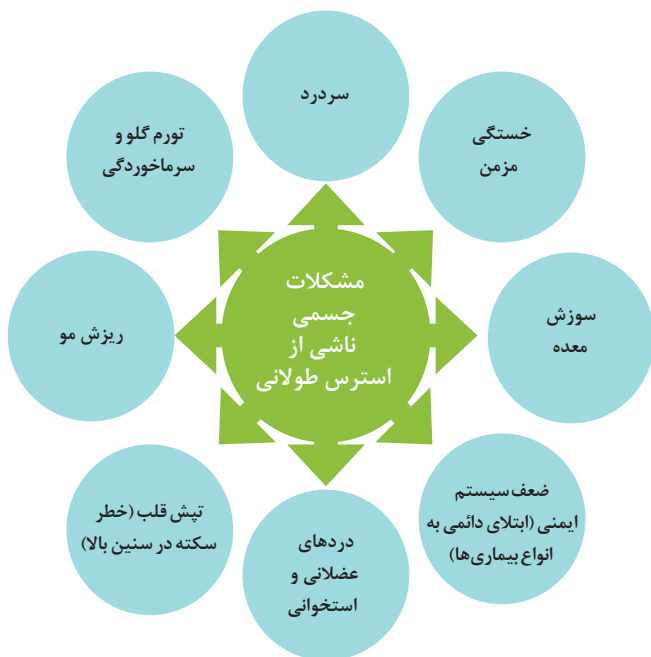 سردرد
خستگی
مزمن
سوزش
معده
ضعف سیستم
ایمنی (ابتلای دائمی به
انواع بیماری‌ها)
دردهای
عضلانی و
استخوانی
تپش قلب (خطر
سکته در سنین بالا)
ریزش مو
تورم گلو و
سرماخوردگی
مشکلات
جسمی
ناشی از
استرس طولانی